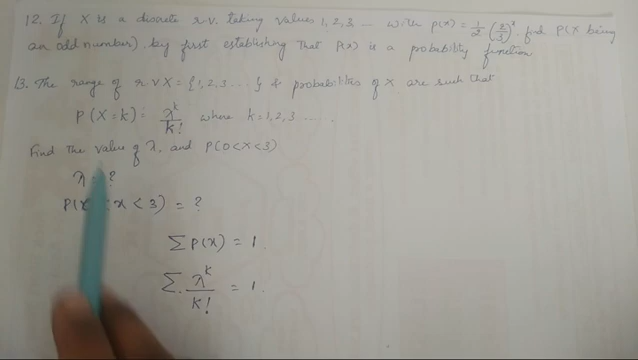 12. If X is a discrete r.v. taking values 1, 2, 3 ... with P(x) = 1/2 (2/3)^x. find P(X being
an odd number) by first establishing that P(x) is a probability function
13. The range of r.v X = {1, 2, 3 ....} & probabilities of X are such that
P(X=k) = λ^k/k! where k = 1, 2, 3 .....
Find the value of λ, and P(0<X<3)
λ = ?
x < 3) = ?
Σ P(x) = 1.
Σ. λ^k/k! = 1.